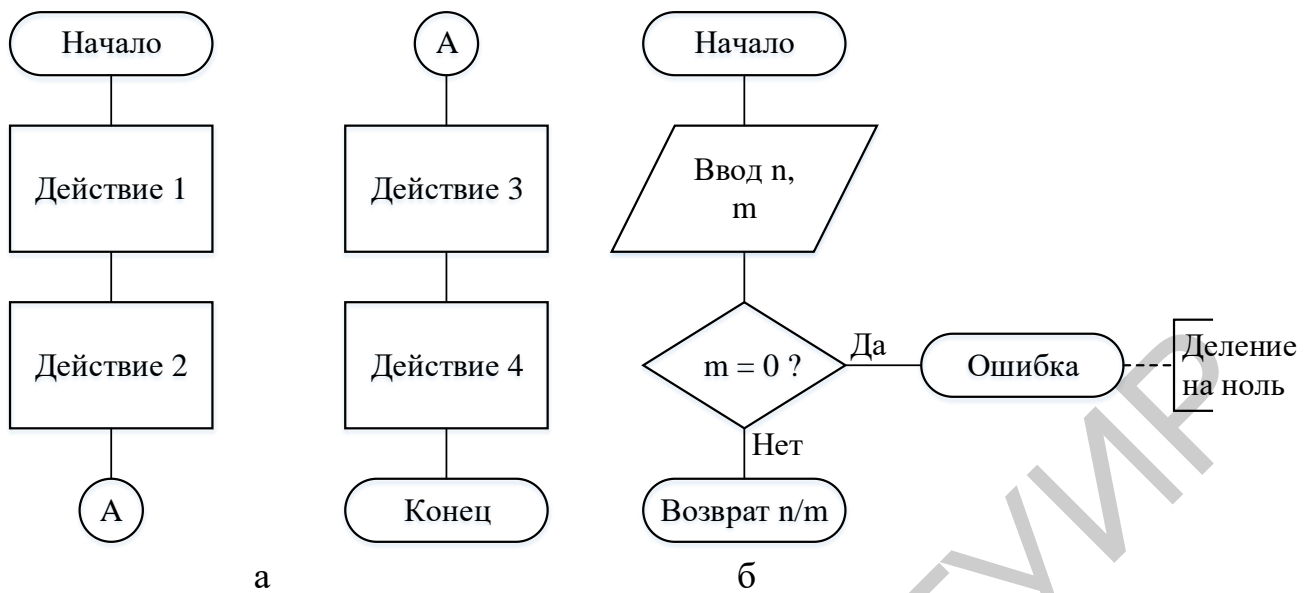 Начало
Действие 1
Действие 2
А
А
Действие 3
Действие 4
Конец
а
Начало
Ввод n,
m
m = 0 ?
Да
Ошибка
Деление
на ноль
Нет
Возврат n/m
б
ГУИР